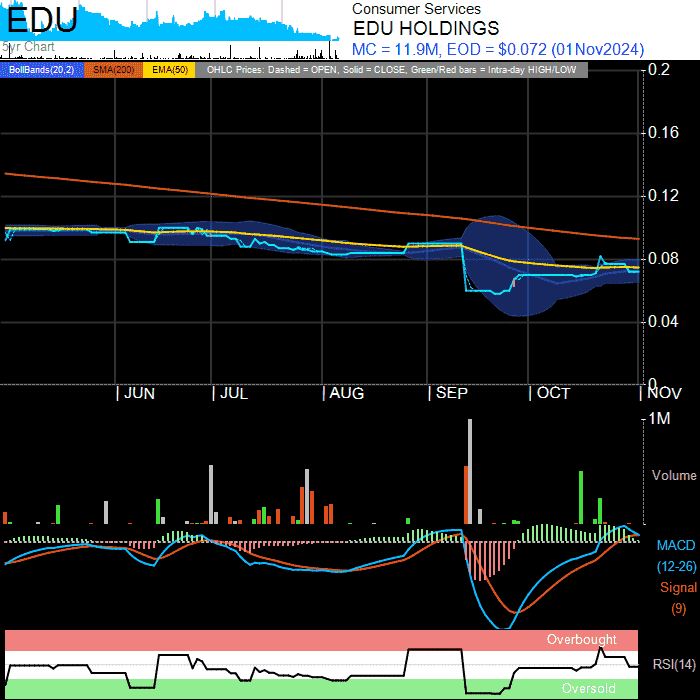 EDU
5yr Chart
Consumer Services
EDU HOLDINGS
MC = 11.9M, EOD = $0.072 (01Nov2024)
BollBands(20,2) SMA(200) EMA(50) OHLC Prices: Dashed = OPEN, Solid = CLOSE, Green/Red bars = Intra-day HIGH/LOW
0.2
0.16
0.12
0.08
0.04
0
JUN JUL AUG SEP OCT NOV
1M
Volume
MACD
(12-26)
Signal
(9)
Overbought
RSI(14)
Oversold